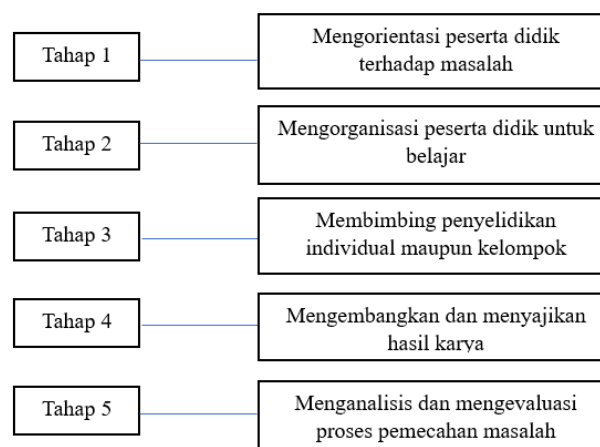 Tahap 1
Mengorientasi peserta didik
terhadap masalah
Tahap 2
Mengorganisasi peserta didik untuk
belajar
Tahap 3
Membimbing penyelidikan
individual maupun kelompok
Tahap 4
Mengembangkan dan menyajikan
hasil karya
Tahap 5
Menganalisis dan mengevaluasi
proses pemecahan masalah